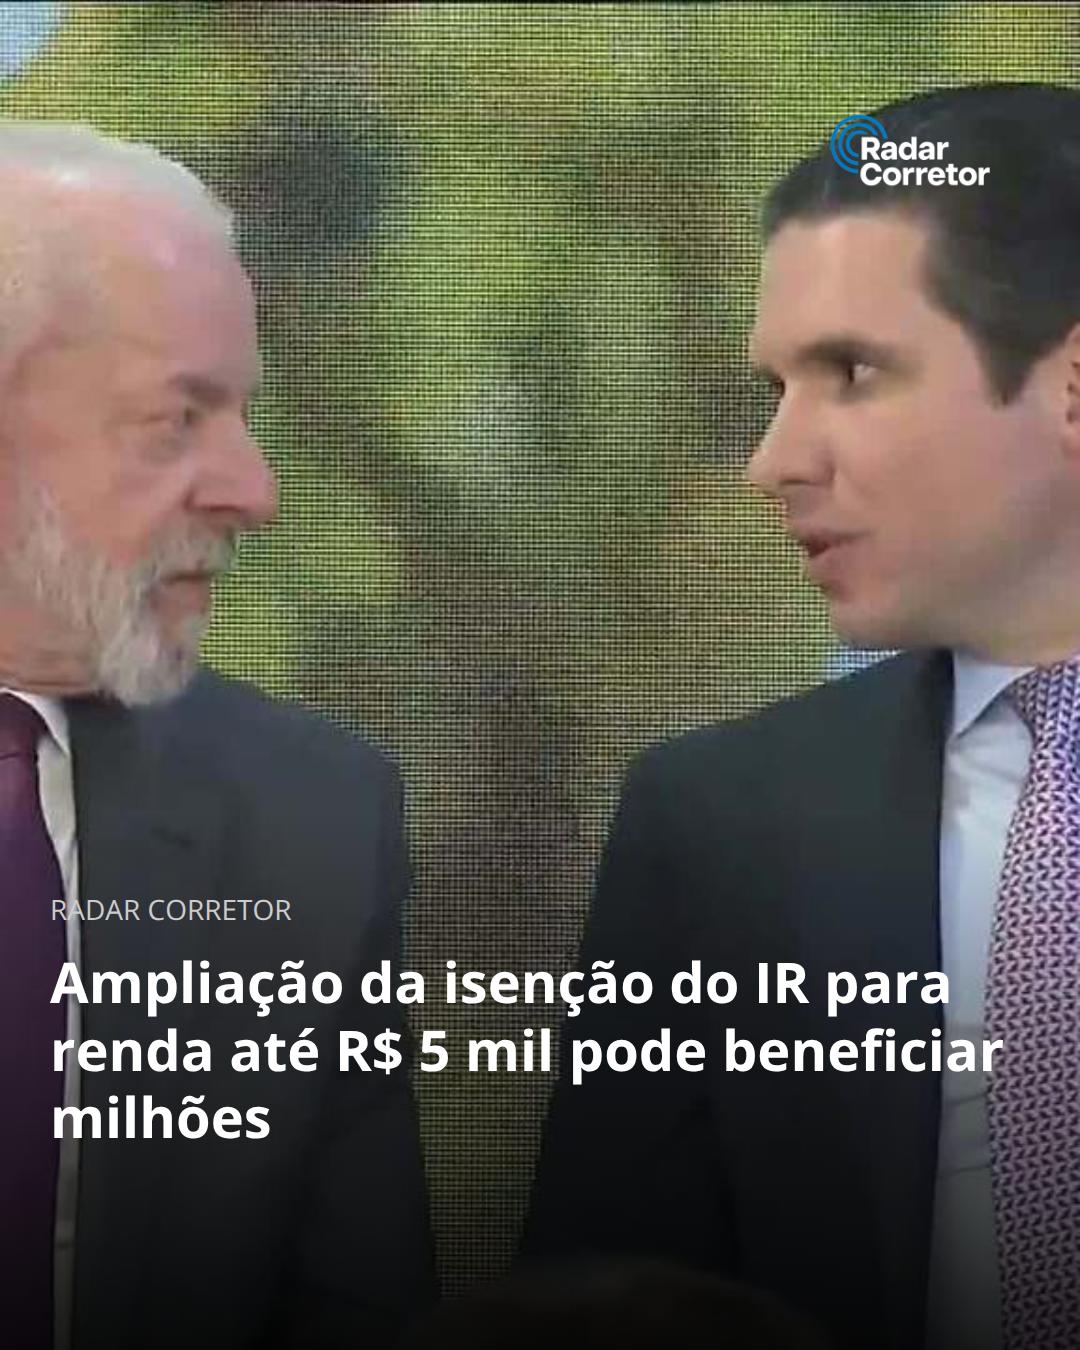 Radar
Corretor
RADAR CORRETOR
Ampliação da isenção do IR para
renda até R$ 5 mil pode beneficiar
milhões